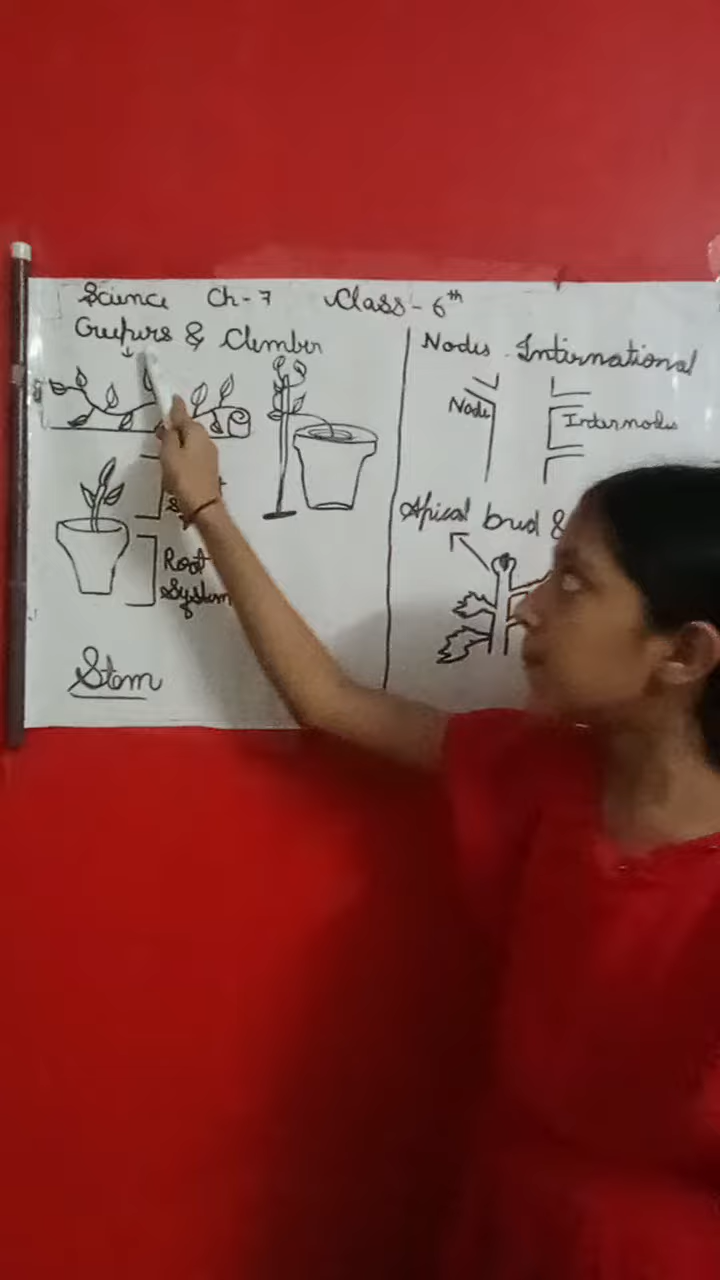 Science Ch-7 Class-6th
Creepers & Climber
Root
System
Stem
Nodes International
Node
Internodes
Apical bud &